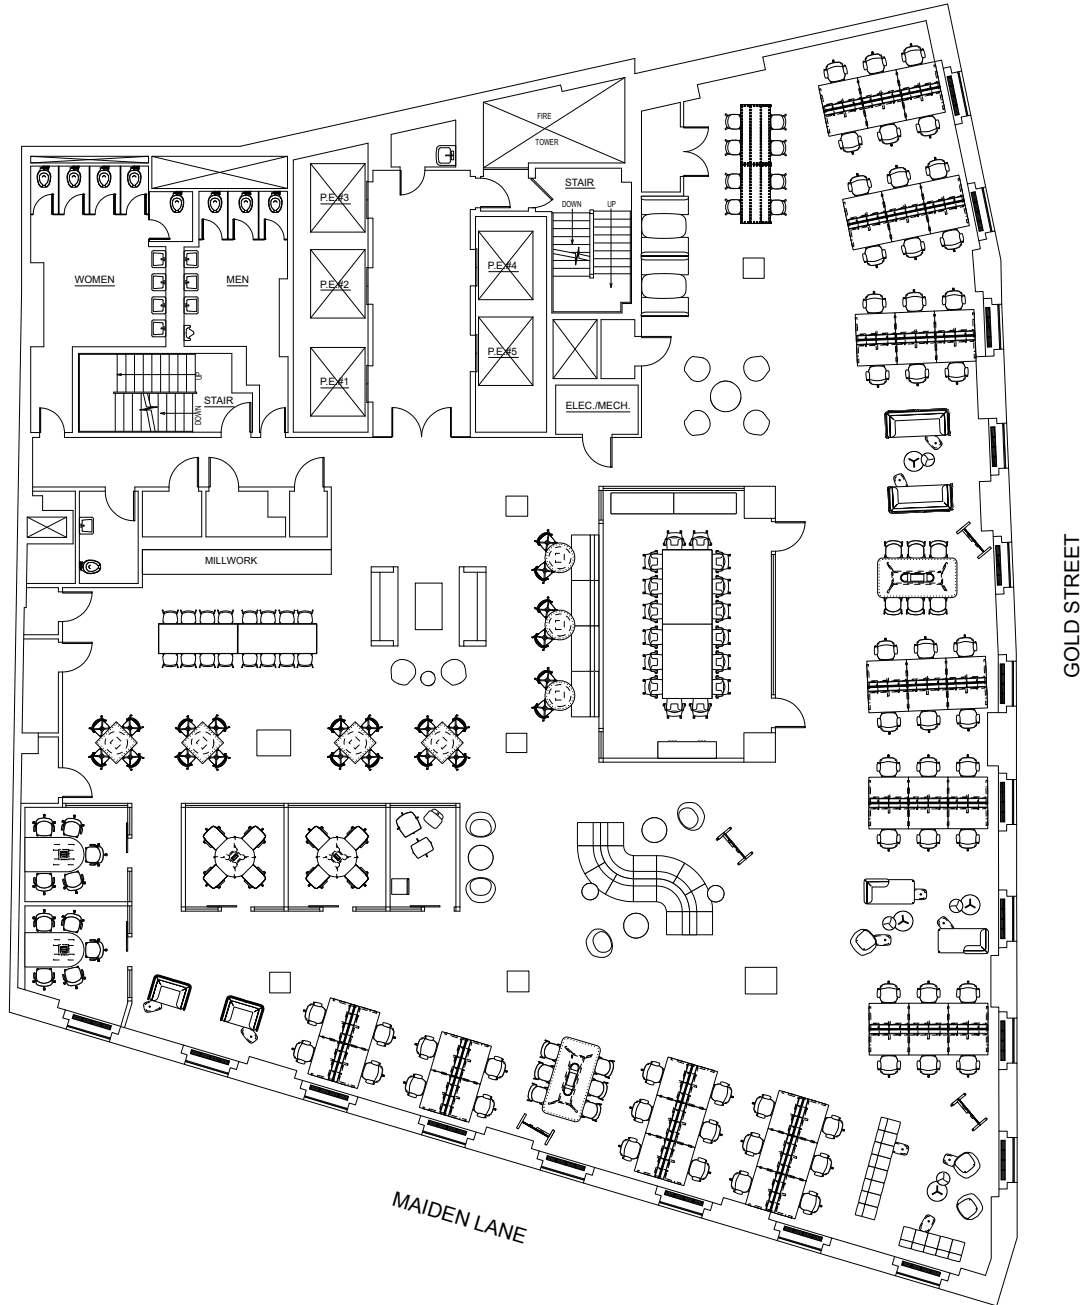 FIRE
TOWER
STAIR
DOWN
UP
P.E.#3
P.E.#4
WOMEN
MEN
P.E.#2
P.E.#5
P.E.#1
UP
STAIR
DOWN
ELEC./MECH.
MILLWORK
GOLD STREET
MAIDEN LANE